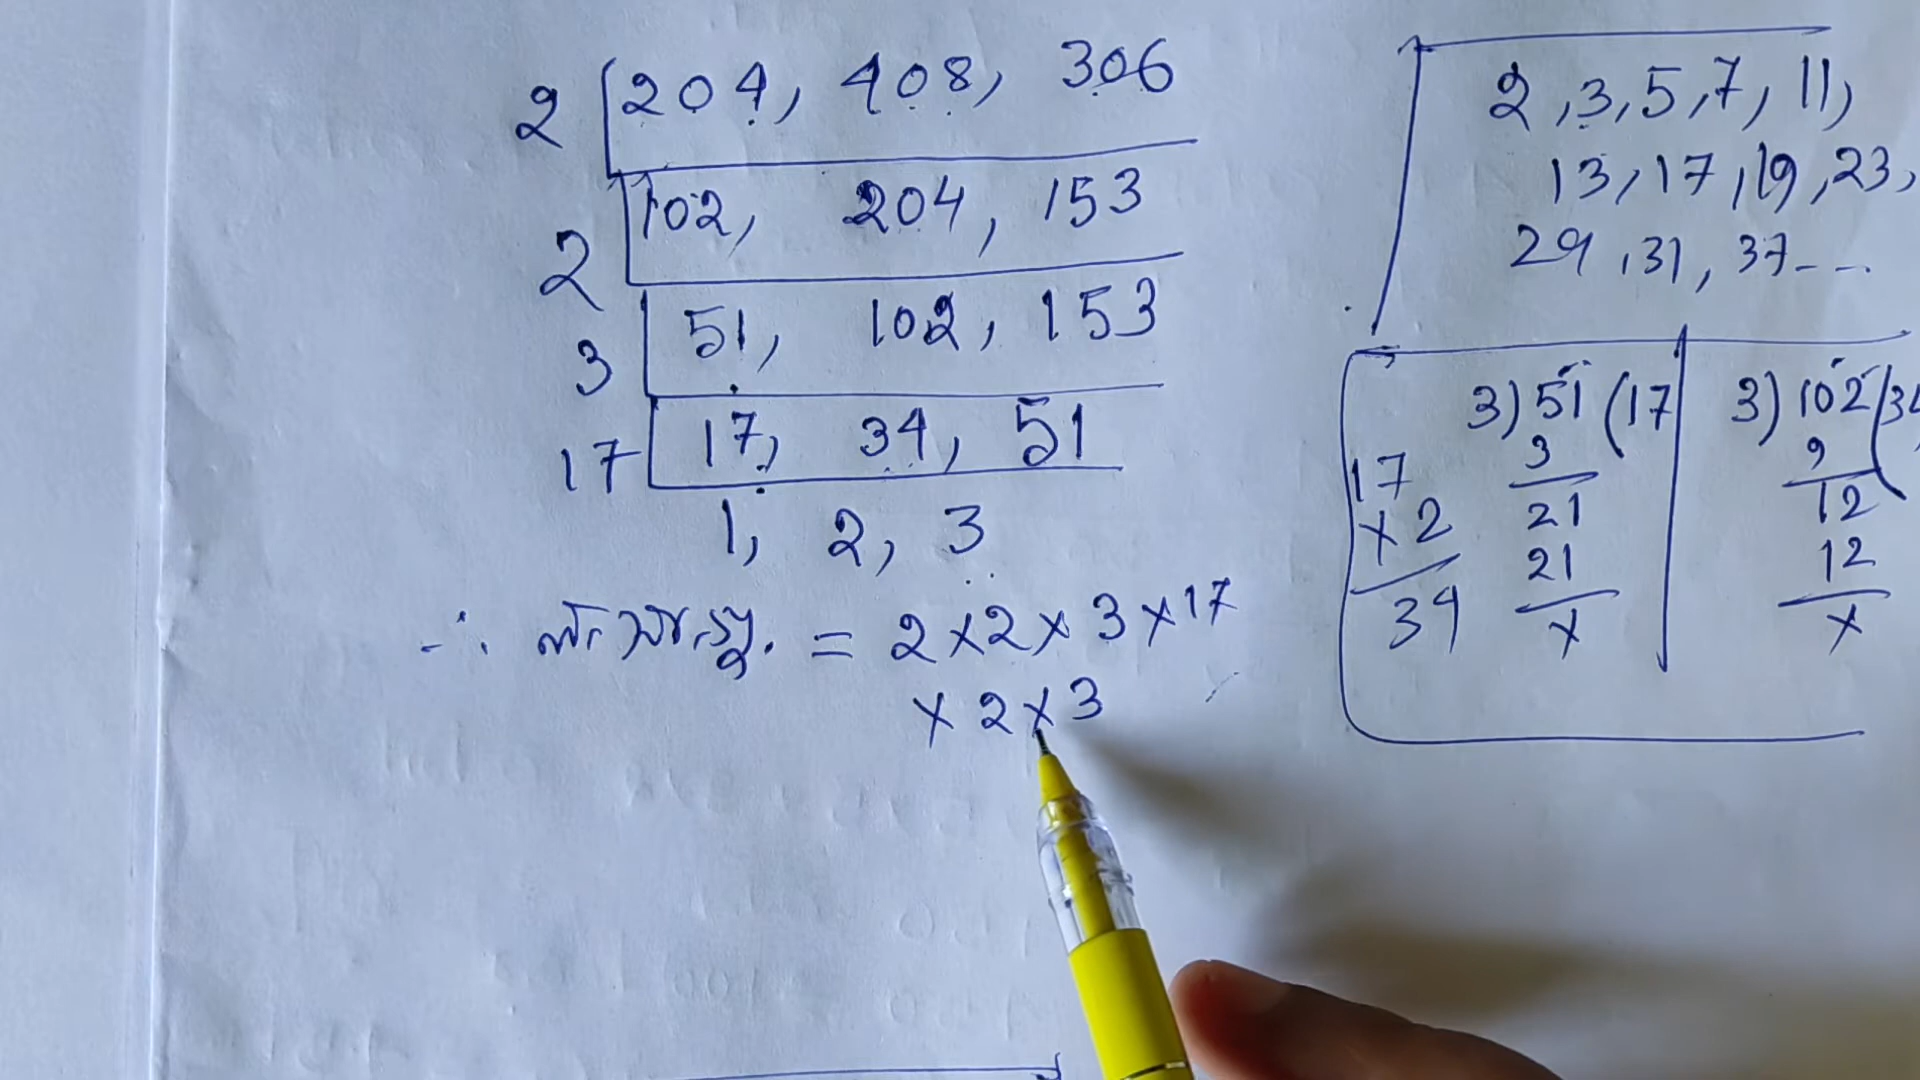 2 204, 408, 306
2 102, 204, 153
3 51, 102, 153
17 17, 34, 51
1, 2, 3
∴ ল.সা.গু. = 2 × 2 × 3 × 17
× 2 × 3
2, 3, 5, 7, 11,
13, 17, 19, 23,
29, 31, 37---
17
× 2
34
3) 51 (17
3
21
21
×
3) 102 (34
9
12
12
×